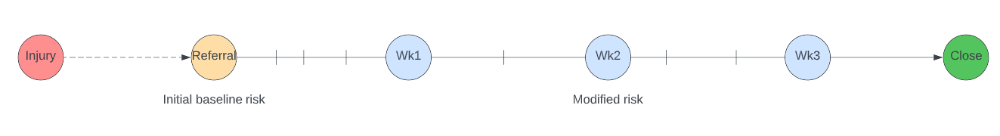 Injury
Referral
Wk1
Wk2
Wk3
Close
Initial baseline risk
Modified risk